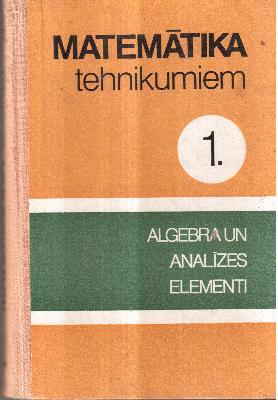 MATEMĀTIKA
tehnikumiem
1.
ALGEBRA UN
ANALĪZES
ELEMENTI